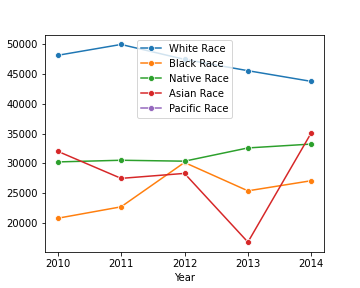 50000
45000
40000
35000
30000
25000
20000
White Race
Black Race
Native Race
Asian Race
Pacific Race
2010 2011 2012 2013 2014
Year